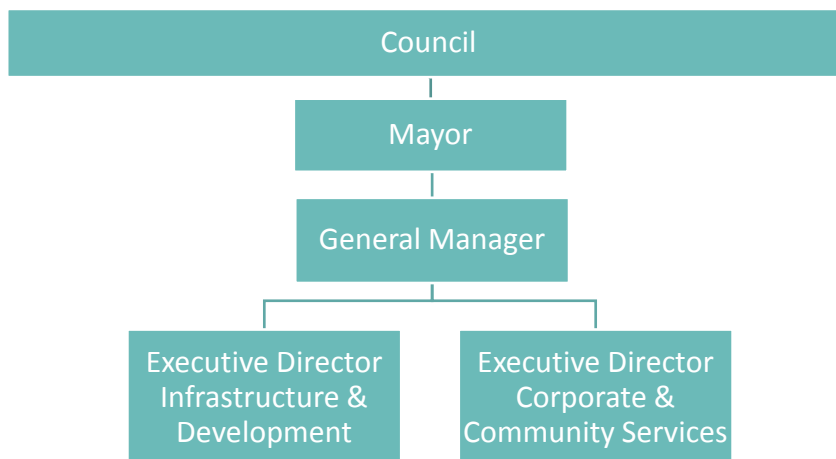 Council
Mayor
General Manager
Executive Director
Infrastructure &
Development
Executive Director
Corporate &
Community Services